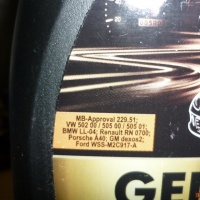 MB-Approval 229.51;
VW 502 00 / 505 00 / 505 01;
BMW LL-04; Renault RN 0700;
Porsche A40; GM dexos2;
Ford WSS-M2C917-A